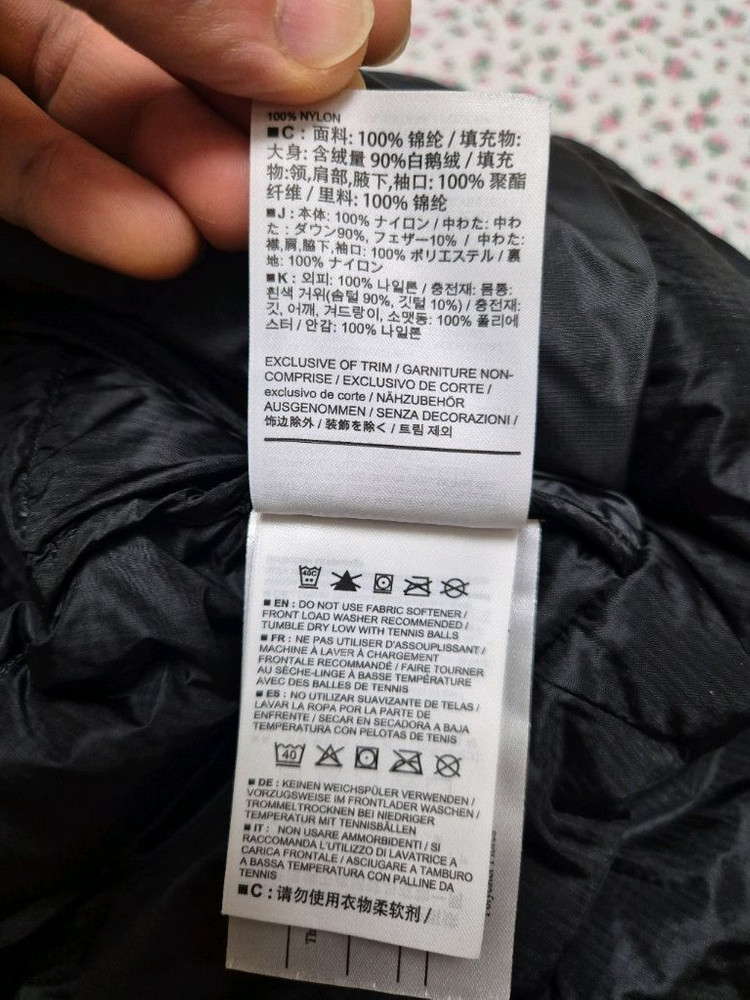 100% NYLON
■C : 面料: 100% 锦纶 / 填充物:
大身: 含绒量 90%白鹅绒 / 填充
物:领,肩部,腋下,袖口: 100% 聚酯
纤维 / 里料: 100% 锦纶
■J : 本体: 100% ナイロン / 中わた: 中わ
た : ダウン90%, フェザー10% / 中わた:
襟,肩,脇下,袖口: 100% ポリエステル / 裏
地: 100% ナイロン
■K : 외피: 100% 나일론 / 충전재: 몸통:
흰색 거위(솜털 90%, 깃털 10%) / 충전재:
깃, 어깨, 겨드랑이, 소맷동: 100% 폴리에
스터 / 안감: 100% 나일론
EXCLUSIVE OF TRIM / GARNITURE NON-
COMPRISE / EXCLUSIVO DE CORTE /
exclusivo de corte / NÄHZUBEHÖR
AUSGENOMMEN / SENZA DECORAZIONI /
饰边除外 / 装飾を除く / 트림 제외
40C
■ EN : DO NOT USE FABRIC SOFTENER /
FRONT LOAD WASHER RECOMMENDED /
TUMBLE DRY LOW WITH TENNIS BALLS
■ FR : NE PAS UTILISER D'ASSOUPLISSANT /
MACHINE À LAVER À CHARGEMENT
FRONTALE RECOMMANDÉ / FAIRE TOURNER
AU SÈCHE-LINGE À BASSE TEMPÉRATURE
AVEC DES BALLES DE TENNIS
■ ES : NO UTILIZAR SUAVIZANTE DE TELAS /
LAVAR LA ROPA POR LA PARTE DE
ENFRENTE / SECAR EN SECADORA A BAJA
TEMPERATURA CON PELOTAS DE TENIS
40
■ DE : KEINEN WEICHSPÜLER VERWENDEN /
VORZUGSWEISE IM FRONTLADER WASCHEN /
TROMMELTROCKNEN BEI NIEDRIGER
TEMPERATUR MIT TENNISBÄLLEN
■ IT : NON USARE AMMORBIDENTI / SI
RACCOMANDA L'UTILIZZO DI LAVATRICE A
CARICA FRONTALE / ASCIUGARE A TAMBURO
A BASSA TEMPERATURA CON PALLINE DA
TENNIS
■C : 请勿使用衣物柔软剂 /